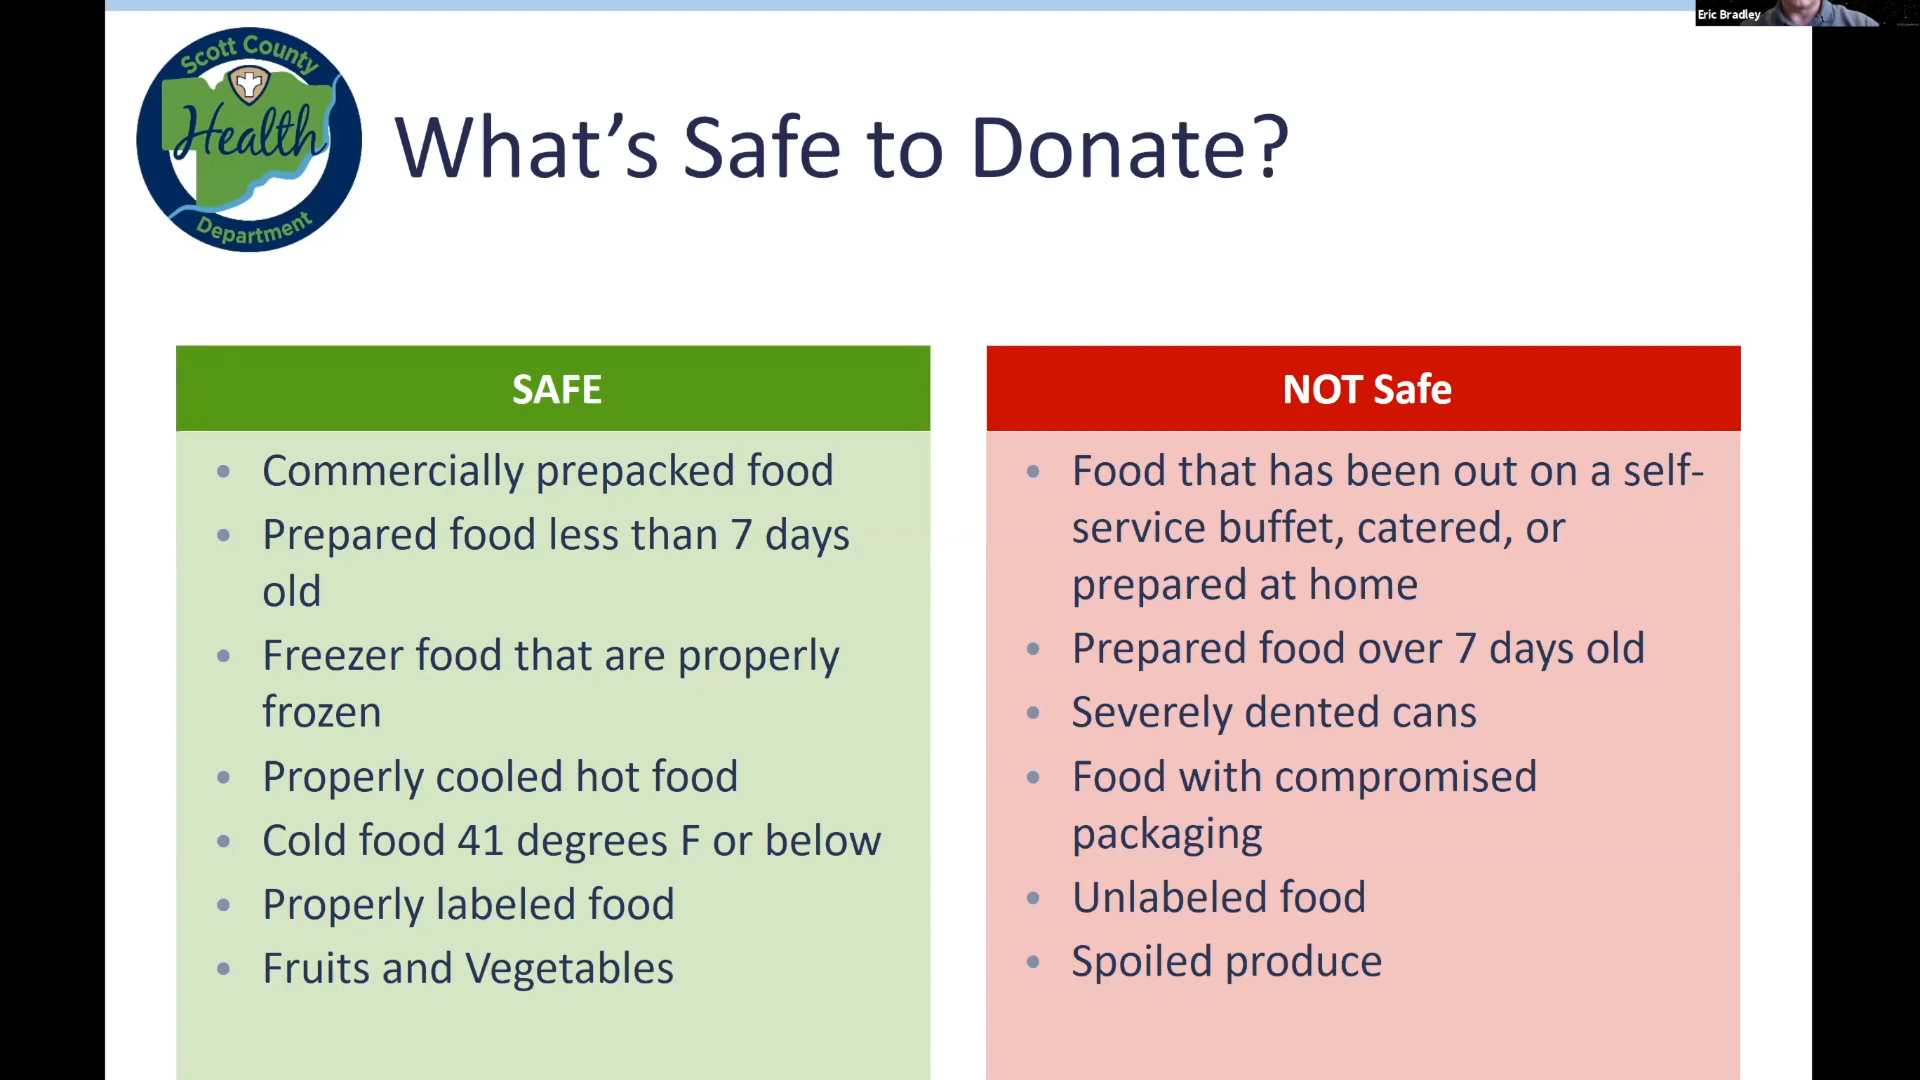 Eric Bradley
Scott County
Health
Department
What’s Safe to Donate?
SAFE
• Commercially prepacked food
• Prepared food less than 7 days
old
• Freezer food that are properly
frozen
• Properly cooled hot food
• Cold food 41 degrees F or below
• Properly labeled food
• Fruits and Vegetables
NOT Safe
• Food that has been out on a self-
service buffet, catered, or
prepared at home
• Prepared food over 7 days old
• Severely dented cans
• Food with compromised
packaging
• Unlabeled food
• Spoiled produce